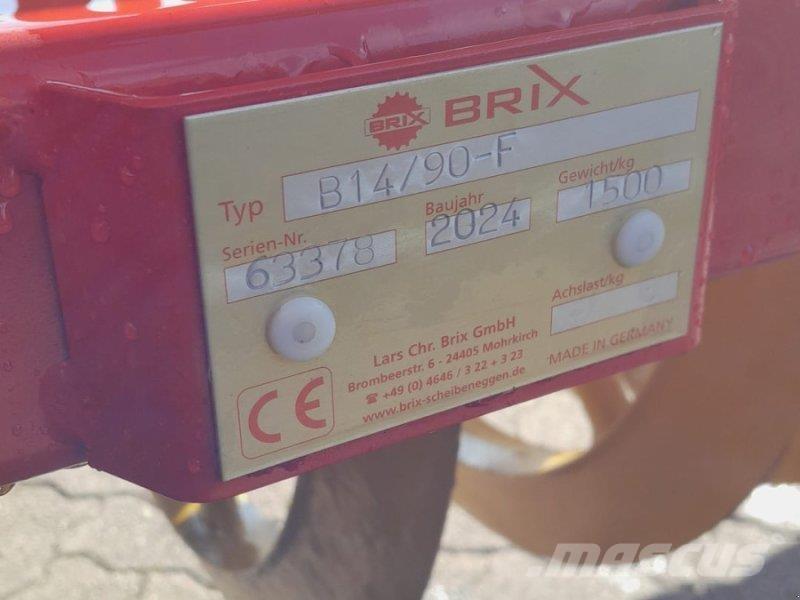 BRIX BRIX
Typ B14/90-F
Serien-Nr. Baujahr Gewicht/kg
63378 2024 1500
Achslast/kg
Lars Chr. Brix GmbH
Brombeerstr. 6 - 24405 Mohrkirch
☎ +49 (0) 4646 / 3 22 + 3 23
www.brix-scheibeneggen.de
CE
MADE IN GERMANY
mascus